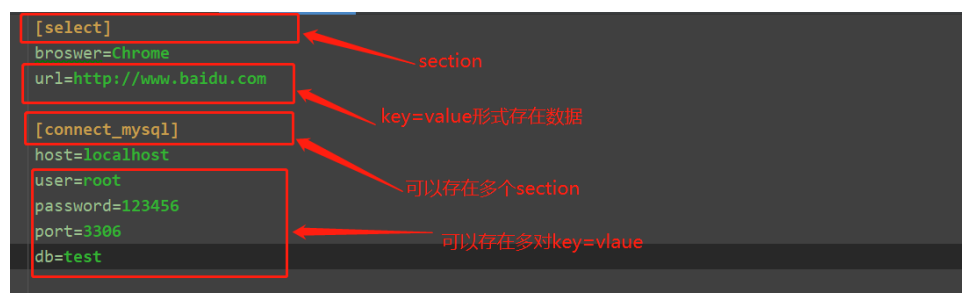 [select]
broswer=Chrome
section
url=http://www.baidu.com
key=value形式存在数据
[connect_mysql]
host=localhost
user=root
可以存在多个section
password=123456
port=3306
可以存在多对key=vlaue
db=test